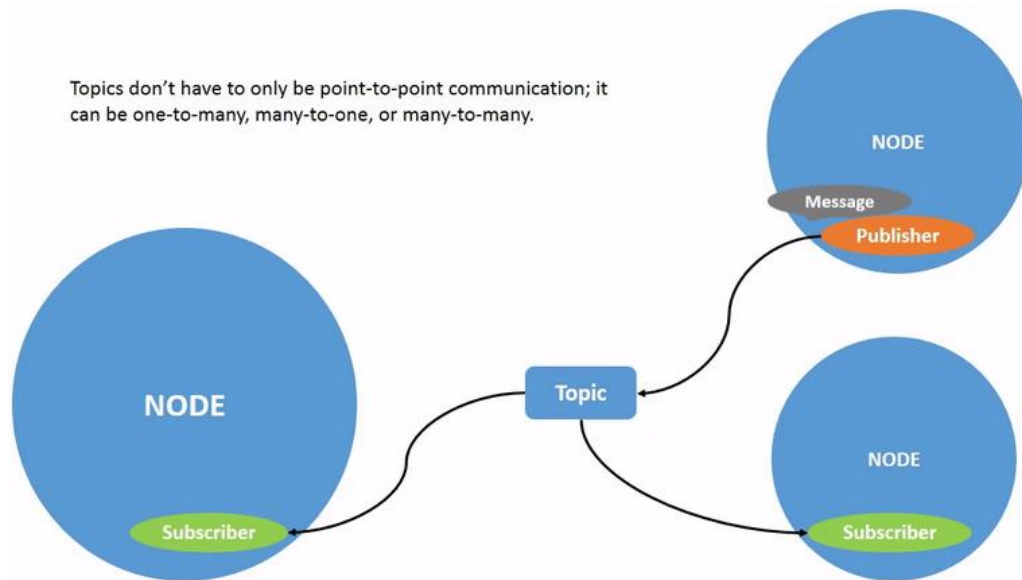 Topics don’t have to only be point-to-point communication; it
can be one-to-many, many-to-one, or many-to-many.
NODE
Message
Publisher
Topic
NODE
Subscriber
NODE
Subscriber